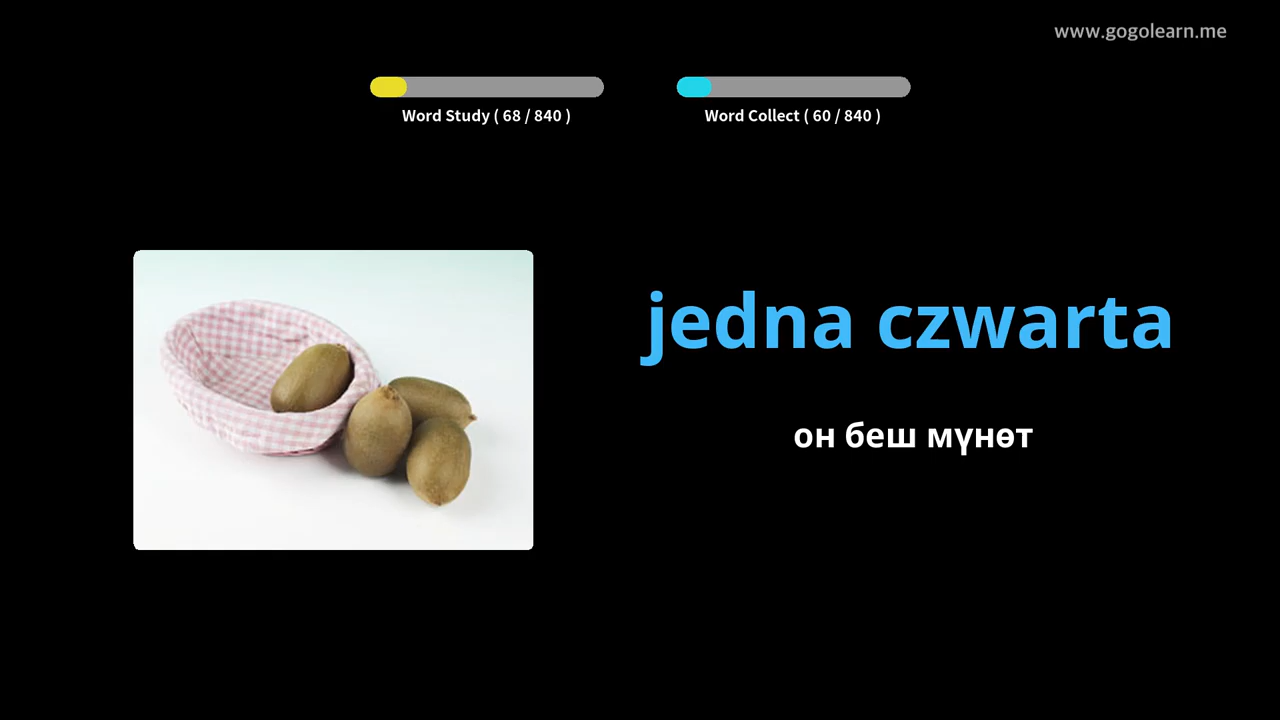 www.gogolearn.me
Word Study ( 68 / 840 )
Word Collect ( 60 / 840 )
jedna czwarta
он беш мүнөт